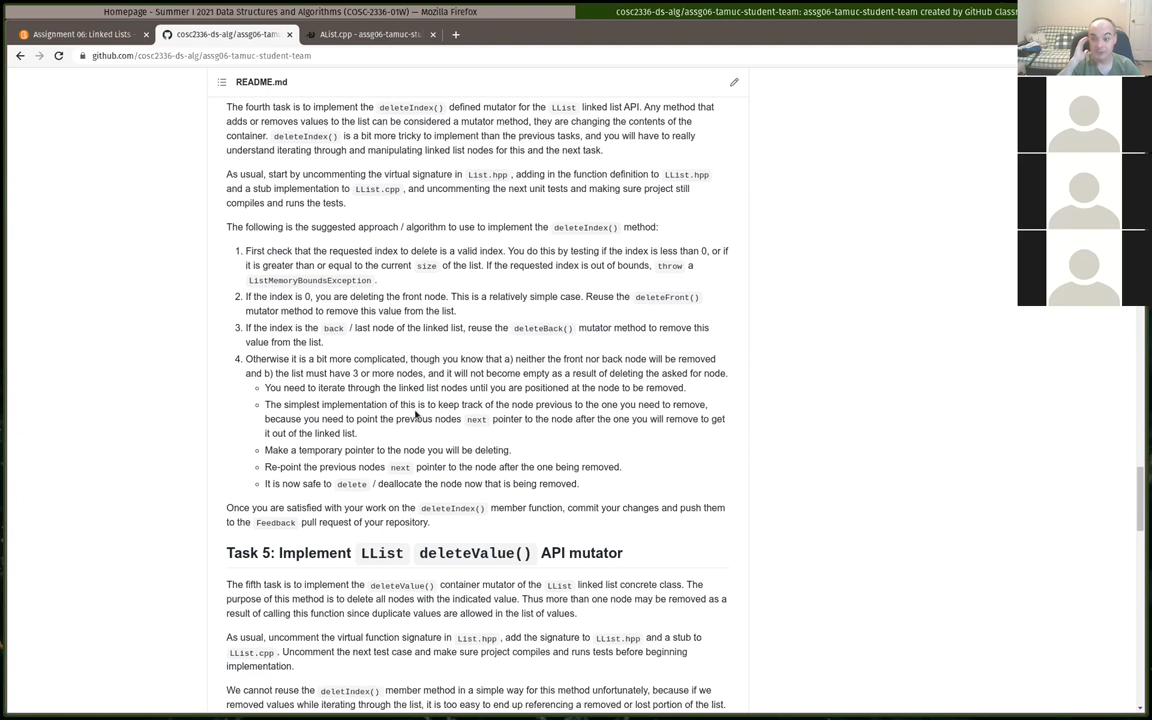 Homepage - Summer I 2021 Data Structures and Algorithms (COSC-2336-01W) — Mozilla Firefox
cosc2336-ds-alg/assg06-tamuc-student-team: assg06-tamuc-student-team created by GitHub Classr
Assignment 06: Linked Lists -
cosc2336-ds-alg/assg06-tamu
AList.cpp - assg06-tamuc-stu
github.com/cosc2336-ds-alg/assg06-tamuc-student-team
README.md
The fourth task is to implement the deleteIndex() defined mutator for the LList linked list API. Any method that
adds or removes values to the list can be considered a mutator method, they are changing the contents of the
container. deleteIndex() is a bit more tricky to implement than the previous tasks, and you will have to really
understand iterating through and manipulating linked list nodes for this and the next task.
As usual, start by uncommenting the virtual signature in List.hpp, adding in the function definition to LList.hpp
and a stub implementation to LList.cpp, and uncommenting the next unit tests and making sure project still
compiles and runs the tests.
The following is the suggested approach / algorithm to use to implement the deleteIndex() method:
1. First check that the requested index to delete is a valid index. You do this by testing if the index is less than 0, or if
it is greater than or equal to the current size of the list. If the requested index is out of bounds, throw a
ListMemoryBoundsException.
2. If the index is 0, you are deleting the front node. This is a relatively simple case. Reuse the deleteFront()
mutator method to remove this value from the list.
3. If the index is the back / last node of the linked list, reuse the deleteBack() mutator method to remove this
value from the list.
4. Otherwise it is a bit more complicated, though you know that a) neither the front nor back node will be removed
and b) the list must have 3 or more nodes, and it will not become empty as a result of deleting the asked for node.
◦ You need to iterate through the linked list nodes until you are positioned at the node to be removed.
◦ The simplest implementation of this is to keep track of the node previous to the one you need to remove,
because you need to point the previous nodes next pointer to the node after the one you will remove to get
it out of the linked list.
◦ Make a temporary pointer to the node you will be deleting.
◦ Re-point the previous nodes next pointer to the node after the one being removed.
◦ It is now safe to delete / deallocate the node now that is being removed.
Once you are satisfied with your work on the deleteIndex() member function, commit your changes and push them
to the Feedback pull request of your repository.
Task 5: Implement LList deleteValue() API mutator
The fifth task is to implement the deleteValue() container mutator of the LList linked list concrete class. The
purpose of this method is to delete all nodes with the indicated value. Thus more than one node may be removed as a
result of calling this function since duplicate values are allowed in the list of values.
As usual, uncomment the virtual function signature in List.hpp, add the signature to LList.hpp and a stub to
LList.cpp. Uncomment the next test case and make sure project compiles and runs tests before beginning
implementation.
We cannot reuse the deletIndex() member method in a simple way for this method unfortunately, because if we
removed values while iterating through the list, it is too easy to end up referencing a removed or lost portion of the list.